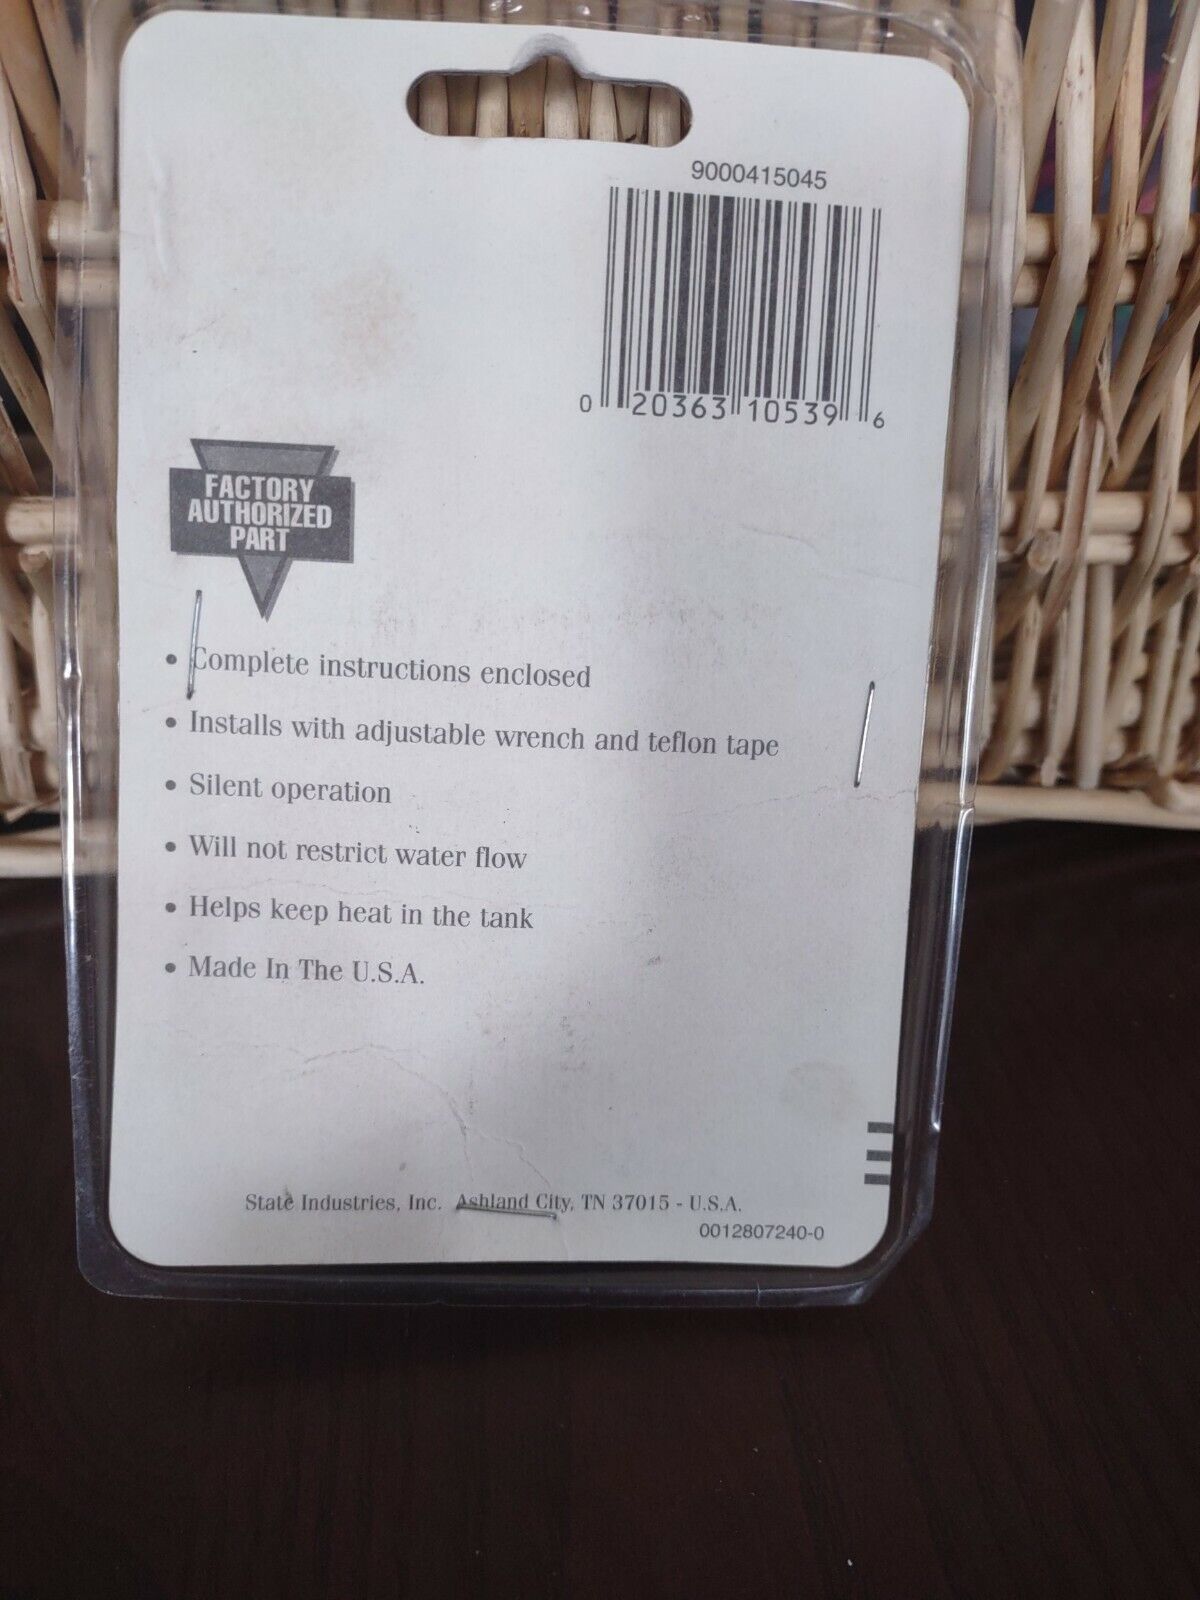 9000415045
0 20363 10539 6
FACTORY
AUTHORIZED
PART
• Complete instructions enclosed
• Installs with adjustable wrench and teflon tape
• Silent operation
• Will not restrict water flow
• Helps keep heat in the tank
• Made In The U.S.A.
State Industries, Inc. Ashland City, TN 37015 - U.S.A.
0012807240-0